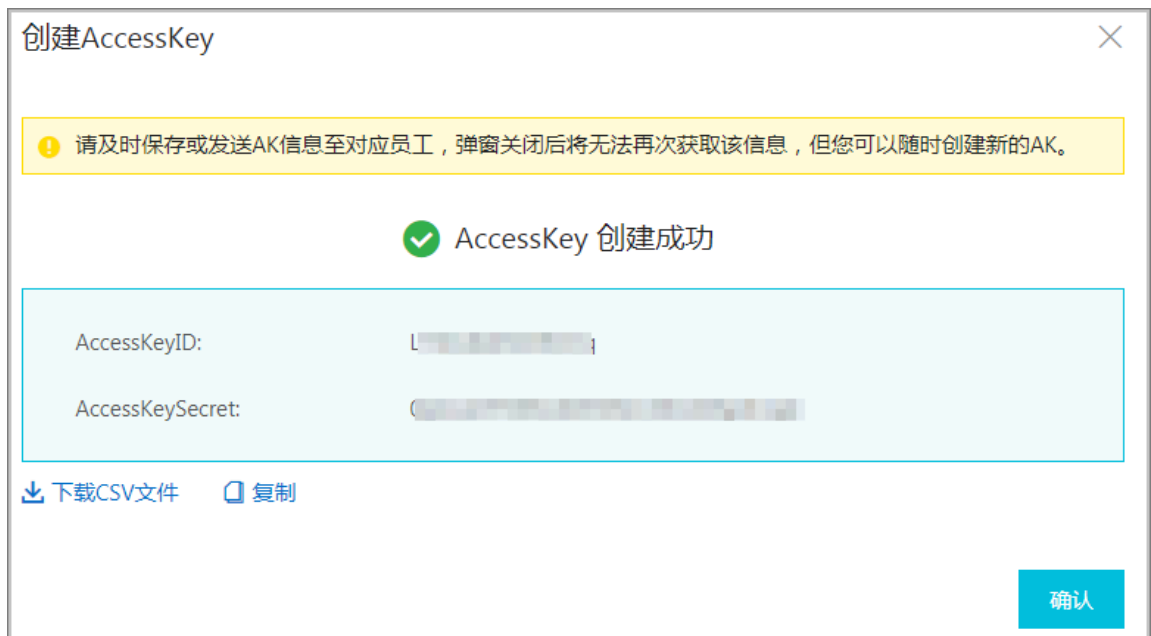 创建AccessKey
请及时保存或发送AK信息至对应员工，弹窗关闭后将无法再次获取该信息，但您可以随时创建新的AK。
AccessKey 创建成功
AccessKeyID:
AccessKeySecret:
下载CSV文件 复制
确认